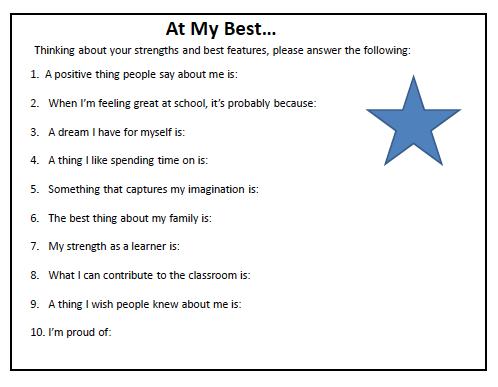 At My Best...
Thinking about your strengths and best features, please answer the following:
1. A positive thing people say about me is:
2. When I’m feeling great at school, it’s probably because:
3. A dream I have for myself is:
4. A thing I like spending time on is:
5. Something that captures my imagination is:
6. The best thing about my family is:
7. My strength as a learner is:
8. What I can contribute to the classroom is:
9. A thing I wish people knew about me is:
10. I’m proud of: